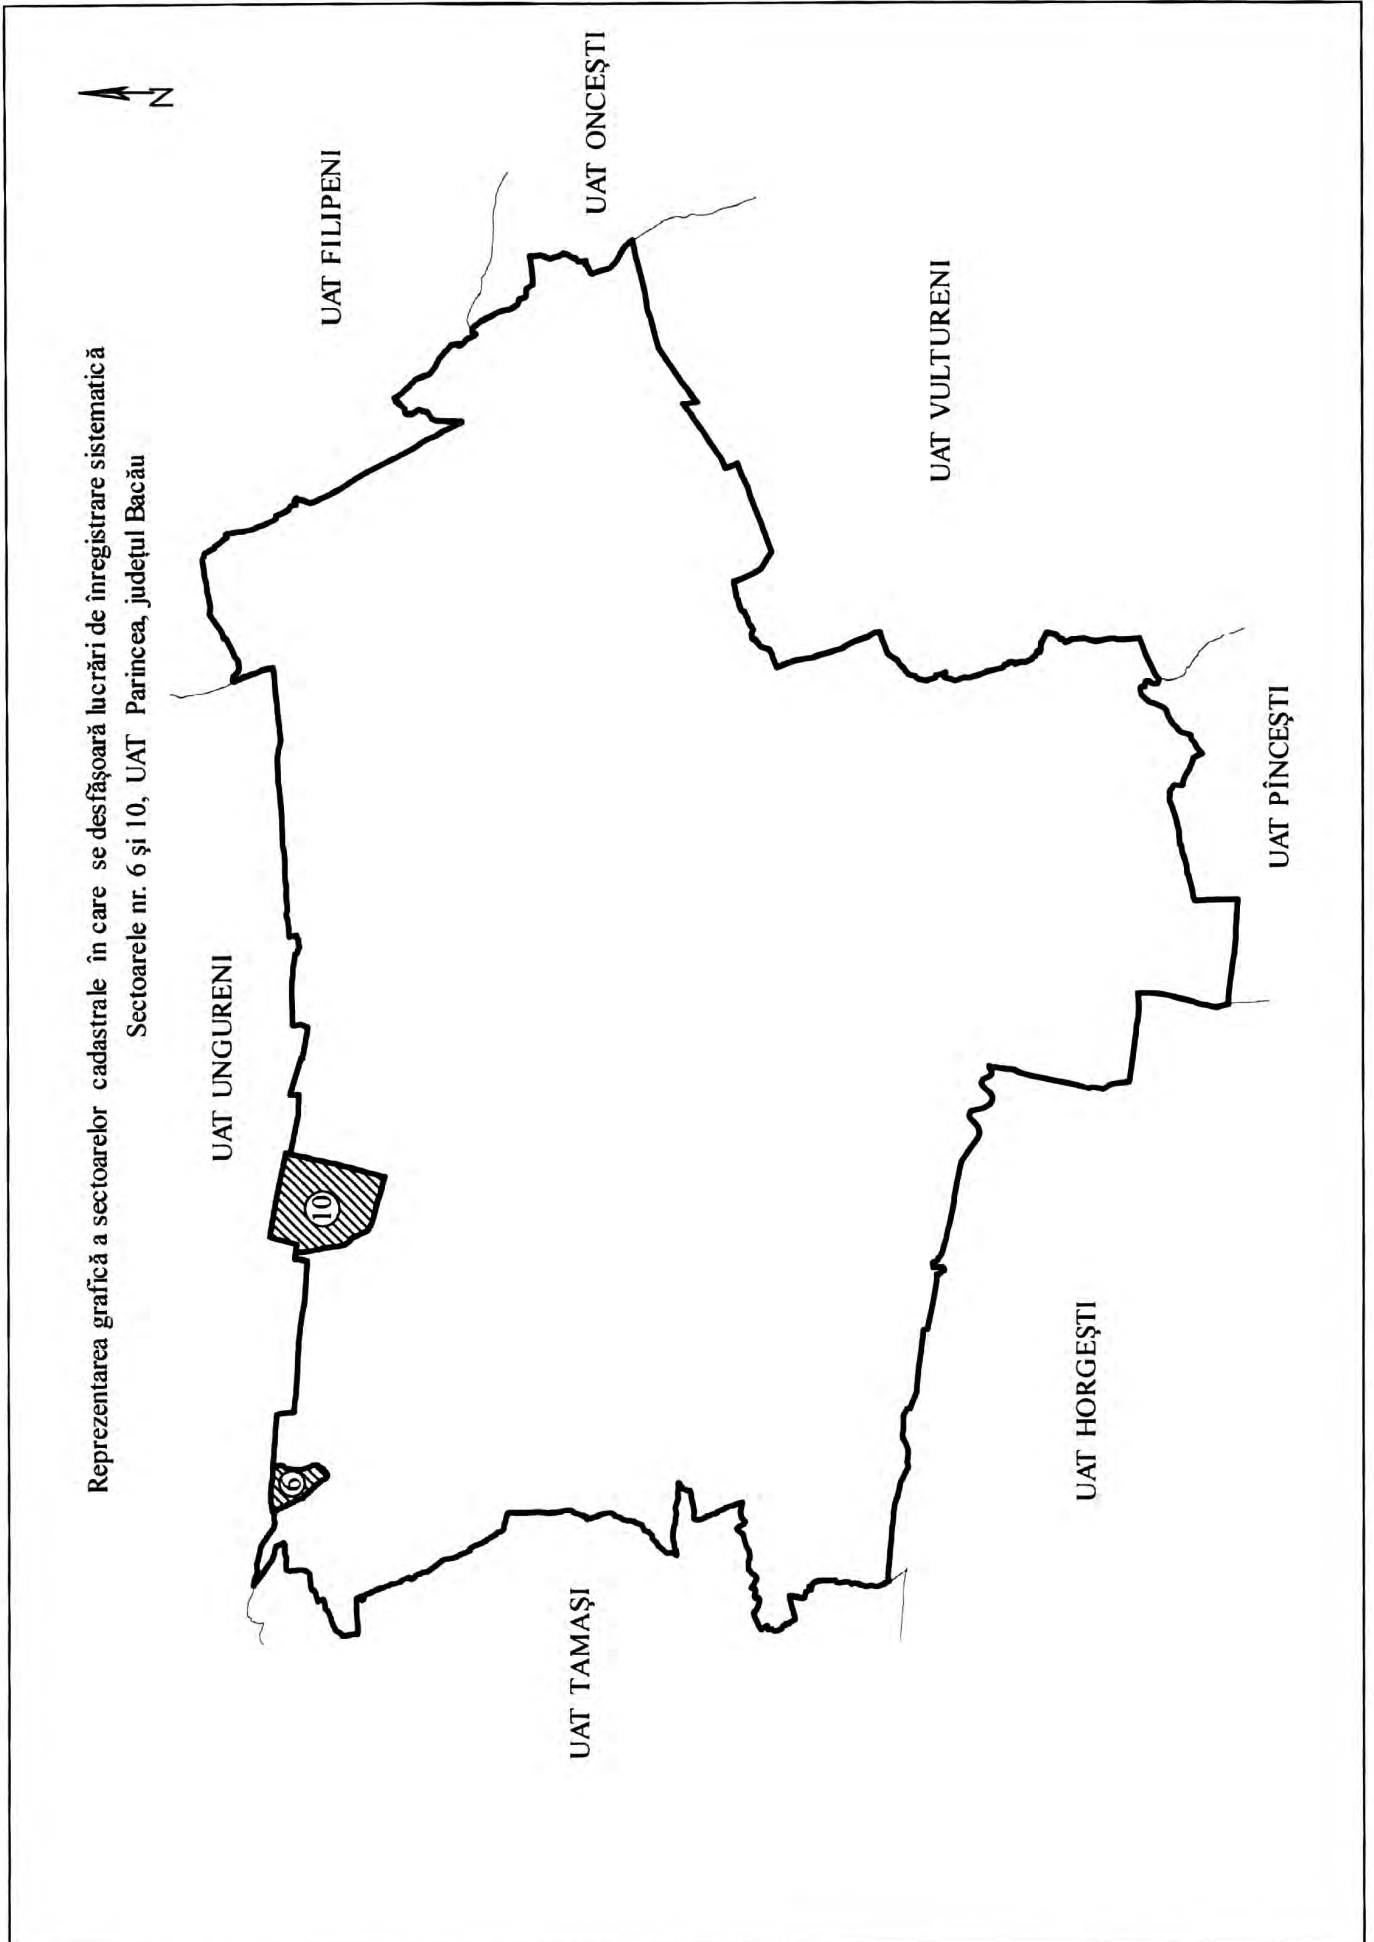 Reprezentarea grafică a sectoarelor cadastrale în care se desfășoară lucrări de înregistrare sistematică
Sectoarele nr. 6 și 10, UAT Parincea, județul Bacău
N
UAT UNGURENI
UAT FILIPENI
UAT ONCEȘTI
6
10
UAT TAMAȘI
UAT VULTURENI
UAT HORGEȘTI
UAT PÎNCEȘTI